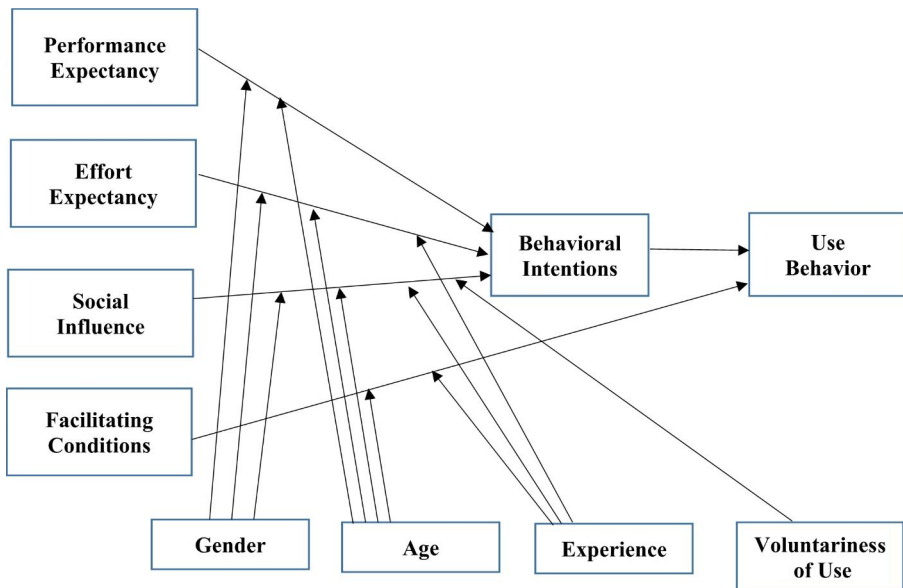 Performance
Expectancy
Effort
Expectancy
Social
Influence
Facilitating
Conditions
Behavioral
Intentions
Use
Behavior
Gender
Age
Experience
Voluntariness
of Use